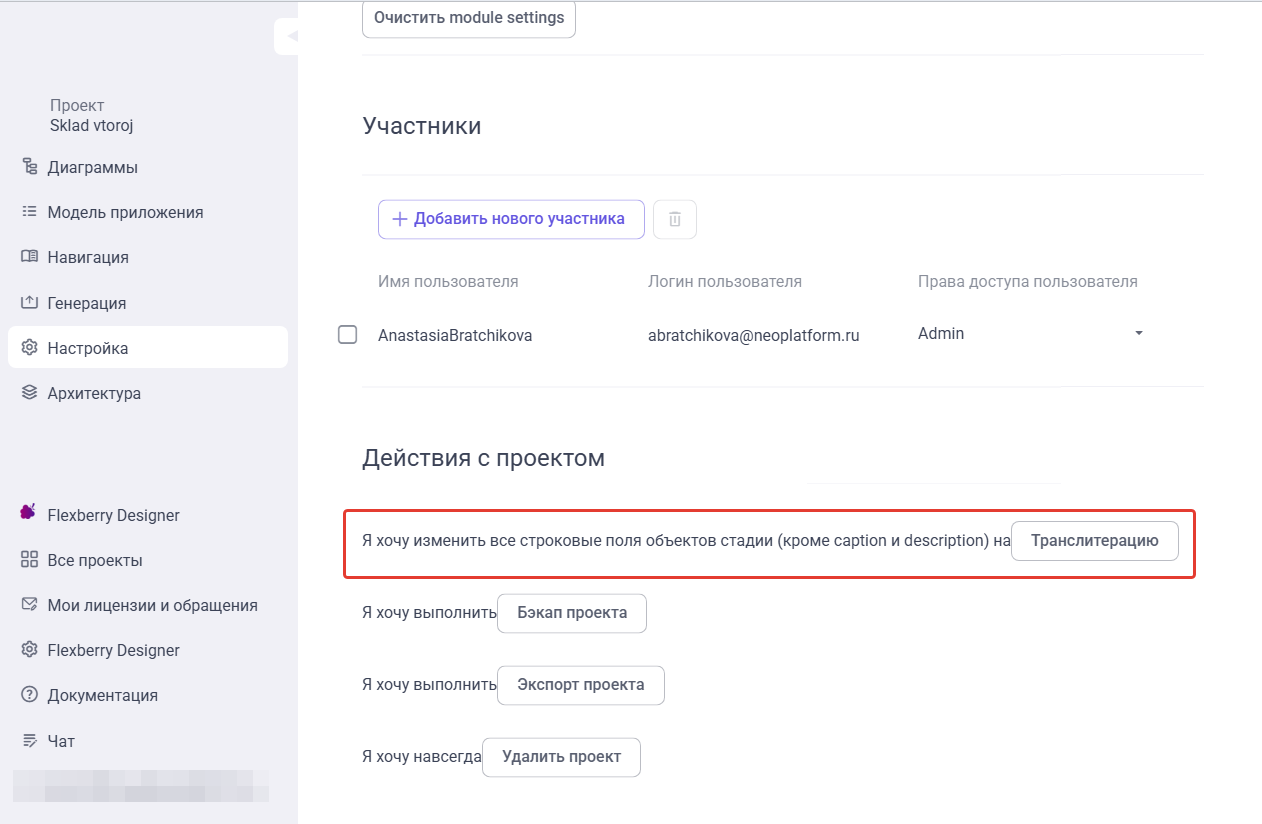 Очистить module settings
Проект
Sklad vtoroj
Диаграммы
Модель приложения
Навигация
Генерация
Настройка
Архитектура
Flexberry Designer
Все проекты
Мои лицензии и обращения
Flexberry Designer
Документация
Чат
Участники
Добавить нового участника
Имя пользователя Логин пользователя Права доступа пользователя
AnastasiaBratchikova abratchikova@neoplatform.ru Admin
Действия с проектом
Я хочу изменить все строковые поля объектов стадии (кроме caption и description) на Транслитерацию
Я хочу выполнить Бэкап проекта
Я хочу выполнить Экспорт проекта
Я хочу навсегда Удалить проект